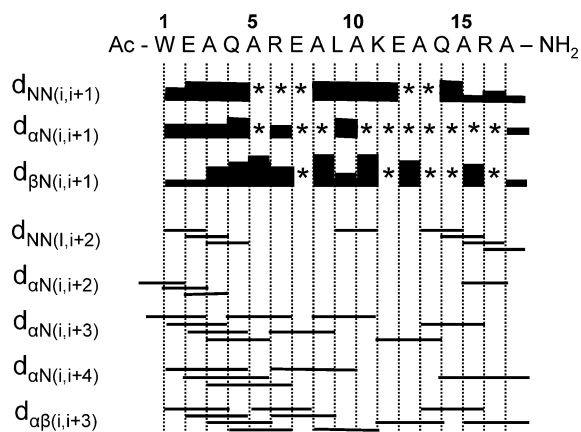 1 5 10 15
Ac - W E A Q A R E A L A K E A Q A R A – NH₂
dNN(i,i+1) * * * * *
dαN(i,i+1) * * * * * * * * * *
dβN(i,i+1) * * * * *
dNN(I,i+2)
dαN(i,i+2)
dαN(i,i+3)
dαN(i,i+4)
dαβ(i,i+3)